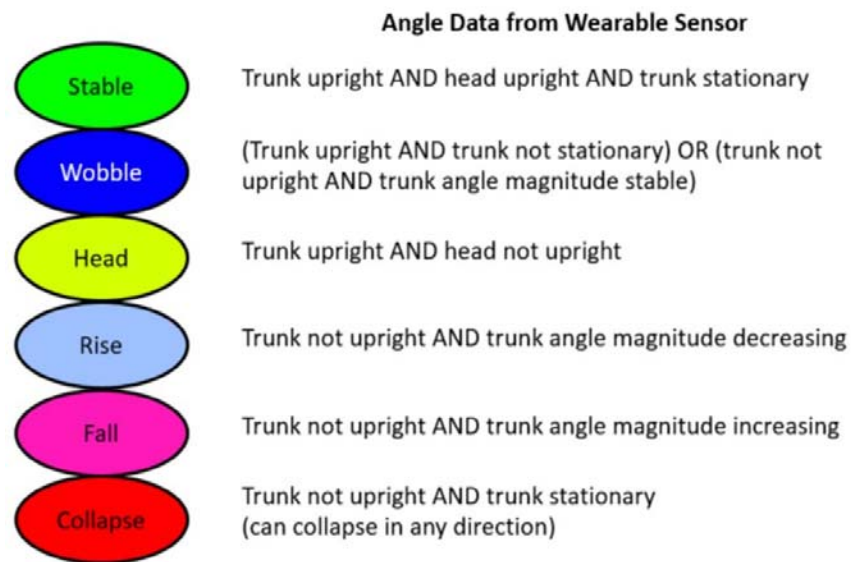 Angle Data from Wearable Sensor
Stable
Trunk upright AND head upright AND trunk stationary
Wobble
(Trunk upright AND trunk not stationary) OR (trunk not
upright AND trunk angle magnitude stable)
Head
Trunk upright AND head not upright
Rise
Trunk not upright AND trunk angle magnitude decreasing
Fall
Trunk not upright AND trunk angle magnitude increasing
Collapse
Trunk not upright AND trunk stationary
(can collapse in any direction)